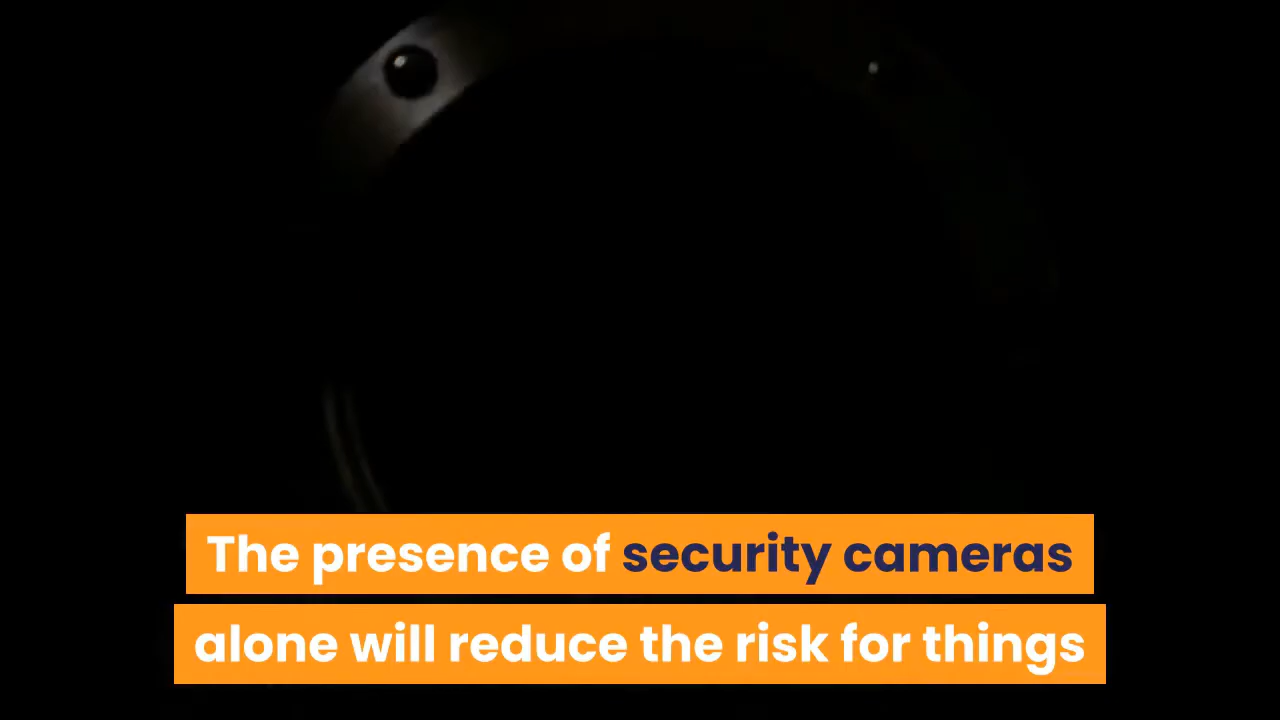 The presence of security cameras
alone will reduce the risk for things